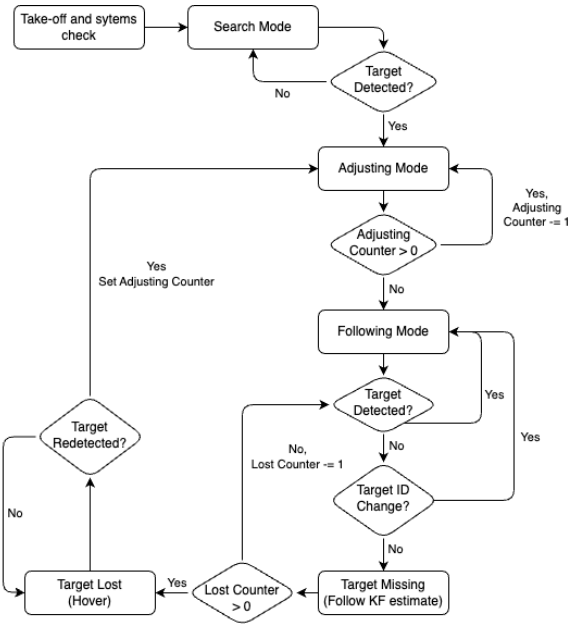 Take-off and sytems
check
Search Mode
Target
Detected?
No
Yes
Adjusting Mode
Yes,
Adjusting
Counter -= 1
Adjusting
Counter > 0
Yes
Set Adjusting Counter
No
Following Mode
Target
Detected?
Yes
Yes
Target
Redetected?
No,
Lost Counter -= 1
No
Target ID
Change?
No
No
Target Lost
(Hover)
Yes
Lost Counter
> 0
Target Missing
(Follow KF estimate)